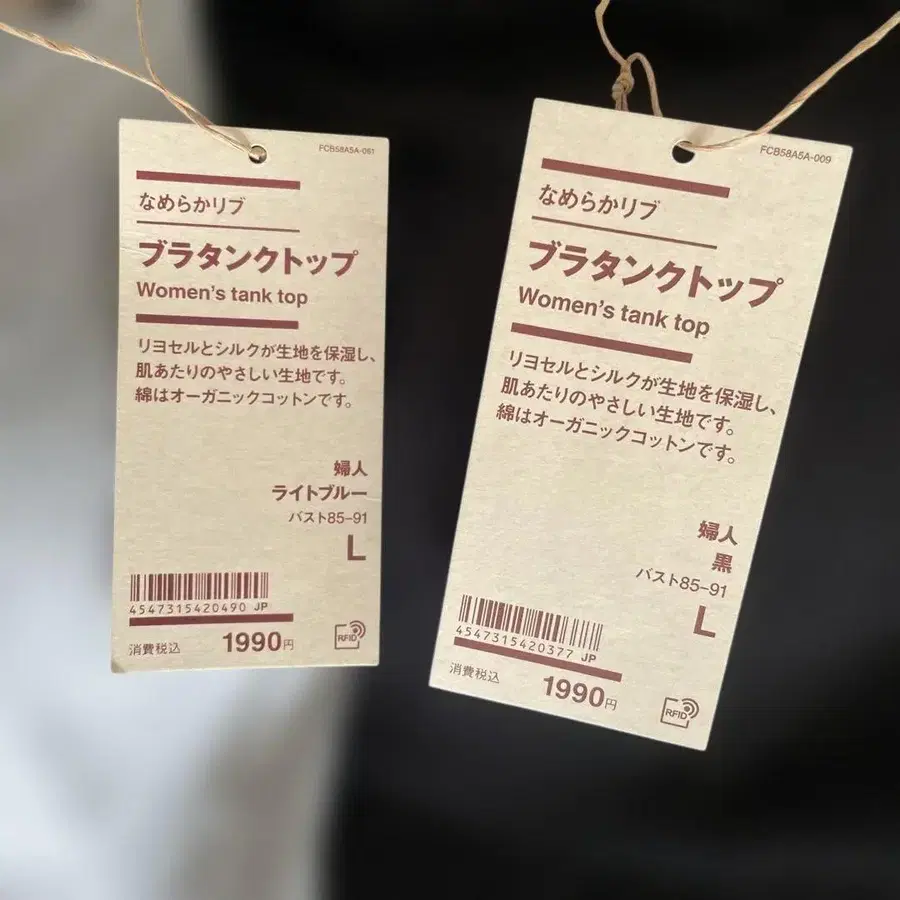 FCB58A5A-061
なめらかリブ
ブラタンクトップ
Women's tank top
リヨセルとシルクが生地を保湿し、
肌あたりのやさしい生地です。
綿はオーガニックコットンです。
婦人
ライトブルー
バスト85-91
L
4547315420490 JP
消費税込 1990円
RFID
FCB58A5A-009
なめらかリブ
ブラタンクトップ
Women's tank top
リヨセルとシルクが生地を保湿し、
肌あたりのやさしい生地です。
綿はオーガニックコットンです。
婦人
黒
バスト85-91
L
4547315420377 JP
消費税込 1990円
RFID